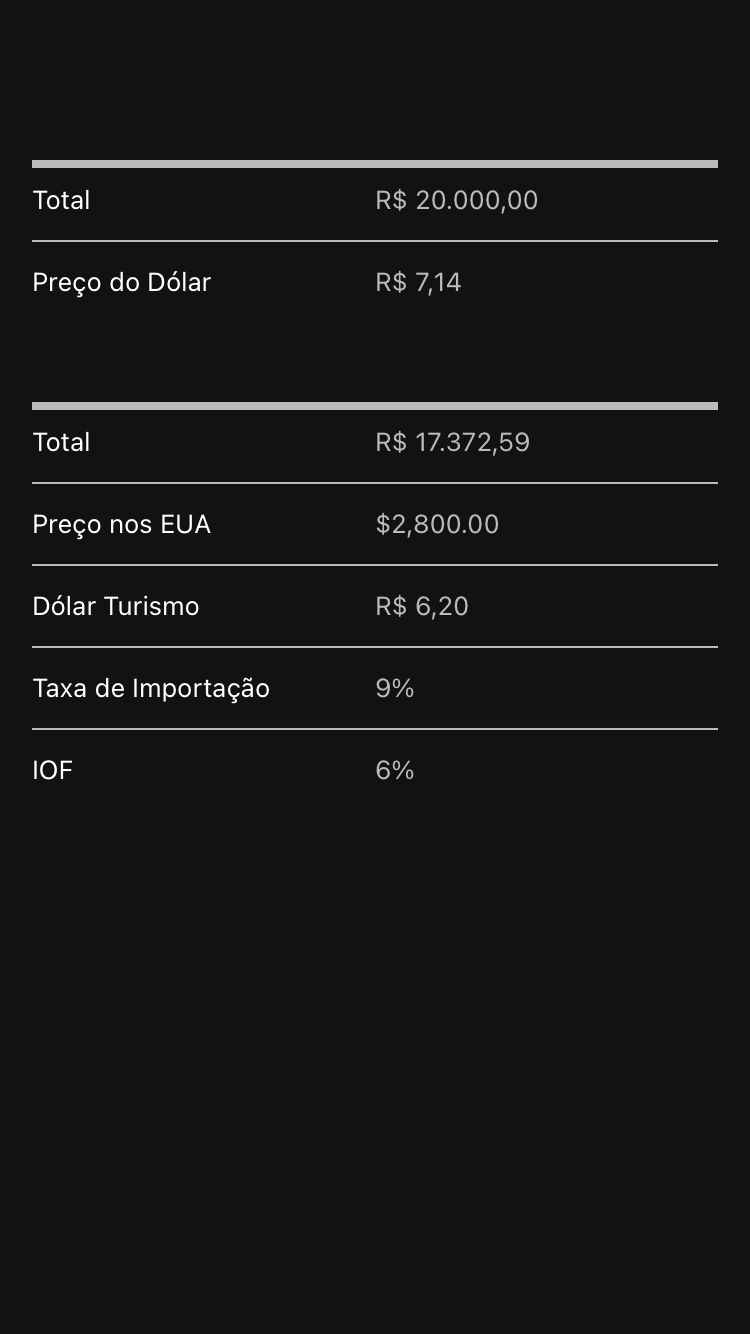 Total R$ 20.000,00
Preço do Dólar R$ 7,14
Total R$ 17.372,59
Preço nos EUA $2,800.00
Dólar Turismo R$ 6,20
Taxa de Importação 9%
IOF 6%